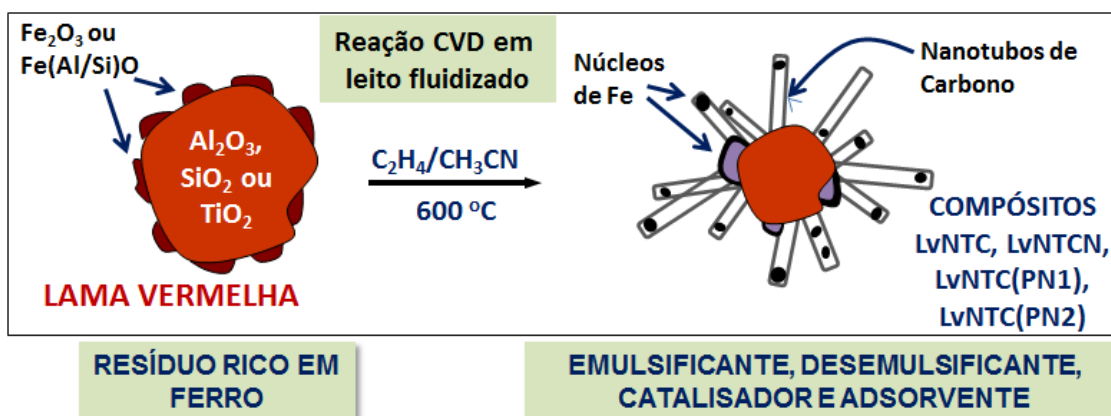 Fe₂O₃ ou
Fe(Al/Si)O
Al₂O₃,
SiO₂ ou
TiO₂
LAMA VERMELHA
Reação CVD em
leito fluidizado
C₂H₄/CH₃CN
600 ºC
Núcleos
de Fe
Nanotubos de
Carbono
COMPÓSITOS
LvNTC, LvNTCN,
LvNTC(PN1),
LvNTC(PN2)
RESÍDUO RICO EM
FERRO
EMULSIFICANTE, DESEMULSIFICANTE,
CATALISADOR E ADSORVENTE